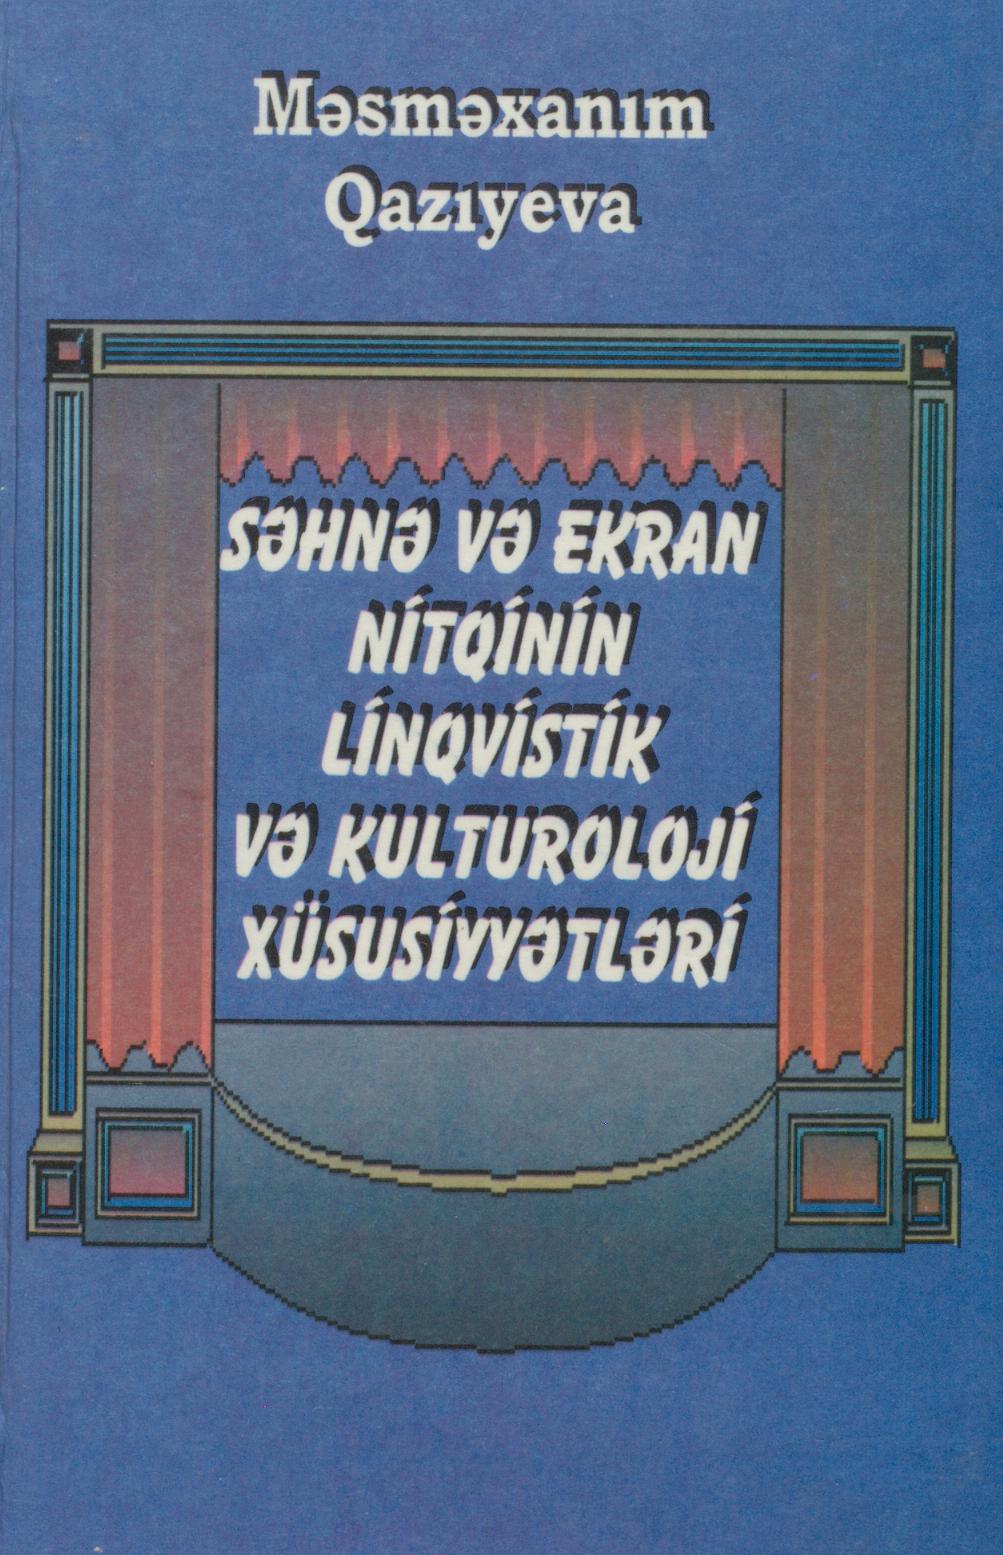 Məsməxanım
Qazıyeva
SƏHNƏ VƏ EKRAN
NİTQİNİN
LİNQVİSTİK
VƏ KULTUROLOJİ
XÜSUSİYYƏTLƏRİ